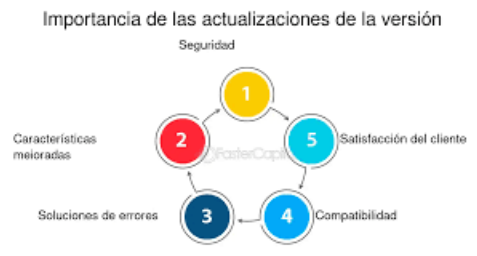 Importancia de las actualizaciones de la versión
Seguridad
1
2
5
Características
meioradas
Satisfacción del cliente
FasterCapi
Soluciones de errores
3
4
Compatibilidad